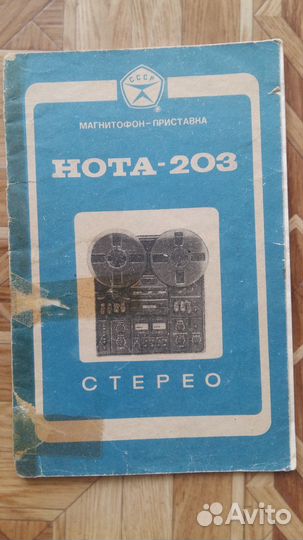 СССР
МАГНИТОФОН-ПРИСТАВКА
НОТА-203
СТЕРЕО
Avito